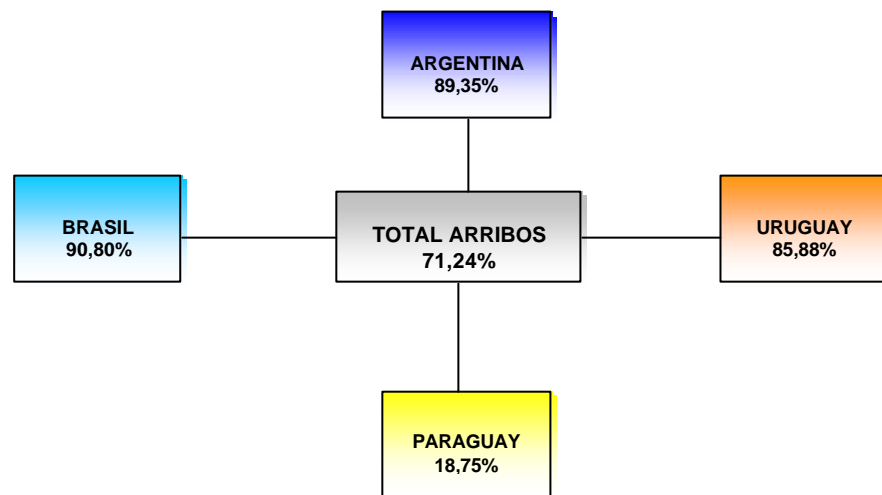 ARGENTINA
89,35%
BRASIL
90,80%
TOTAL ARRIBOS
71,24%
URUGUAY
85,88%
PARAGUAY
18,75%